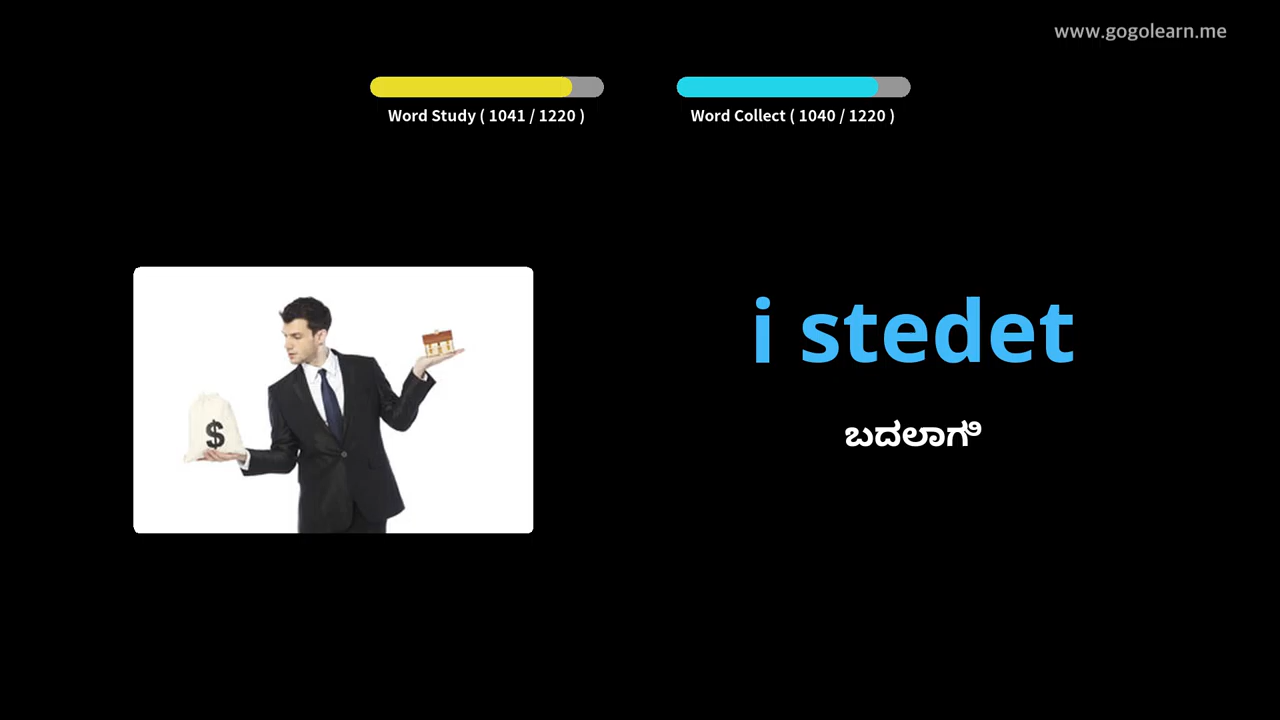 www.gogolearn.me
Word Study ( 1041 / 1220 )
Word Collect ( 1040 / 1220 )
i stedet
ಬದಲಾಗಿ
$